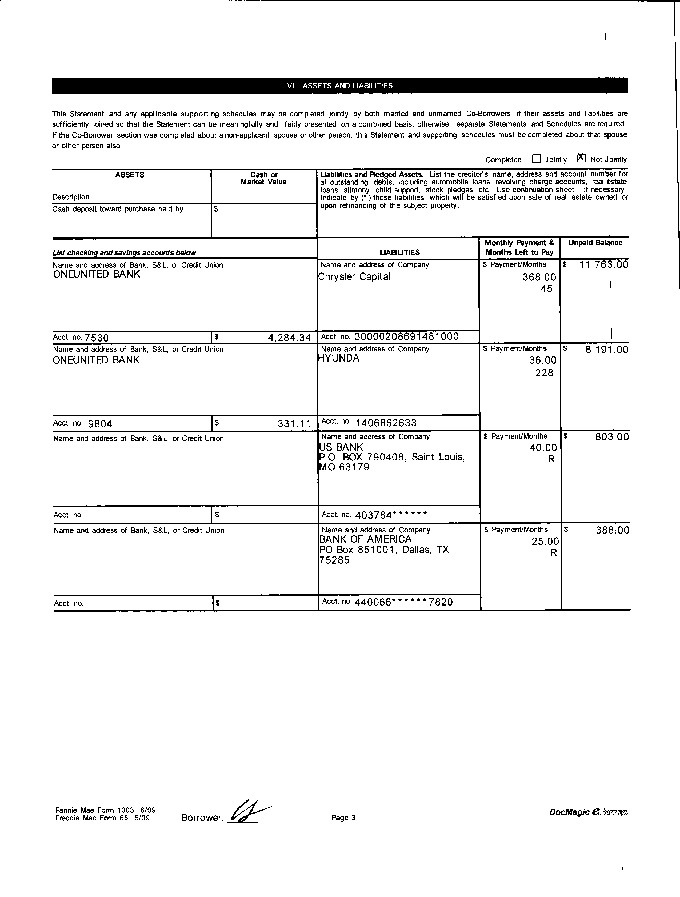 VI. ASSETS AND LIABILITIES
This Statement and any applicable supporting schedules may be completed jointly by both married and unmarried Co-Borrowers if their assets and liabilities are
sufficiently joined so that the Statement can be meaningfully and fairly presented on a combined basis; otherwise, separate Statements and Schedules are required.
If the Co-Borrower section was completed about a non-applicant spouse or other person, this Statement and supporting schedules must be completed about that spouse
or other person also.
Completed Jointly X Not Jointly
ASSETS
Cash or
Market Value
Description
Cash deposit toward purchase held by $
Liabilities and Pledged Assets. List the creditor's name, address and account number for
all outstanding debts, including automobile loans, revolving charge accounts, real estate
loans, alimony, child support, stock pledges, etc. Use continuation sheet, if necessary.
Indicate by (*) those liabilities, which will be satisfied upon sale of real estate owned or
upon refinancing of the subject property.
List checking and savings accounts below
LIABILITIES
Monthly Payment &
Months Left to Pay
Unpaid Balance
Name and address of Bank, S&L, or Credit Union
ONEUNITED BANK
Acct. no. 7530 $ 4,284.34
Name and address of Company
Chrysler Capital
Acct. no. 30000206691481000
$ Payment/Months
368.00
45
$ 11,763.00
Name and address of Bank, S&L, or Credit Union
ONEUNITED BANK
Acct. no. 9804 $ 331.11
Name and address of Company
HYUNDA
Acct. no. 1406862633
$ Payment/Months
36.00
228
$ 8,191.00
Name and address of Bank, S&L, or Credit Union
Acct. no. $
Name and address of Company
US BANK
P.O. BOX 790408, Saint Louis,
MO 63179
Acct. no. 403784******
$ Payment/Months
40.00
R
$ 803.00
Name and address of Bank, S&L, or Credit Union
Acct. no. $
Name and address of Company
BANK OF AMERICA
PO Box 851001, Dallas, TX
75285
Acct. no. 440066******7820
$ Payment/Months
25.00
R
$ 388.00
Fannie Mae Form 1003 6/09
Freddie Mac Form 65 6/09
Borrower:
Page 3
DocMagic